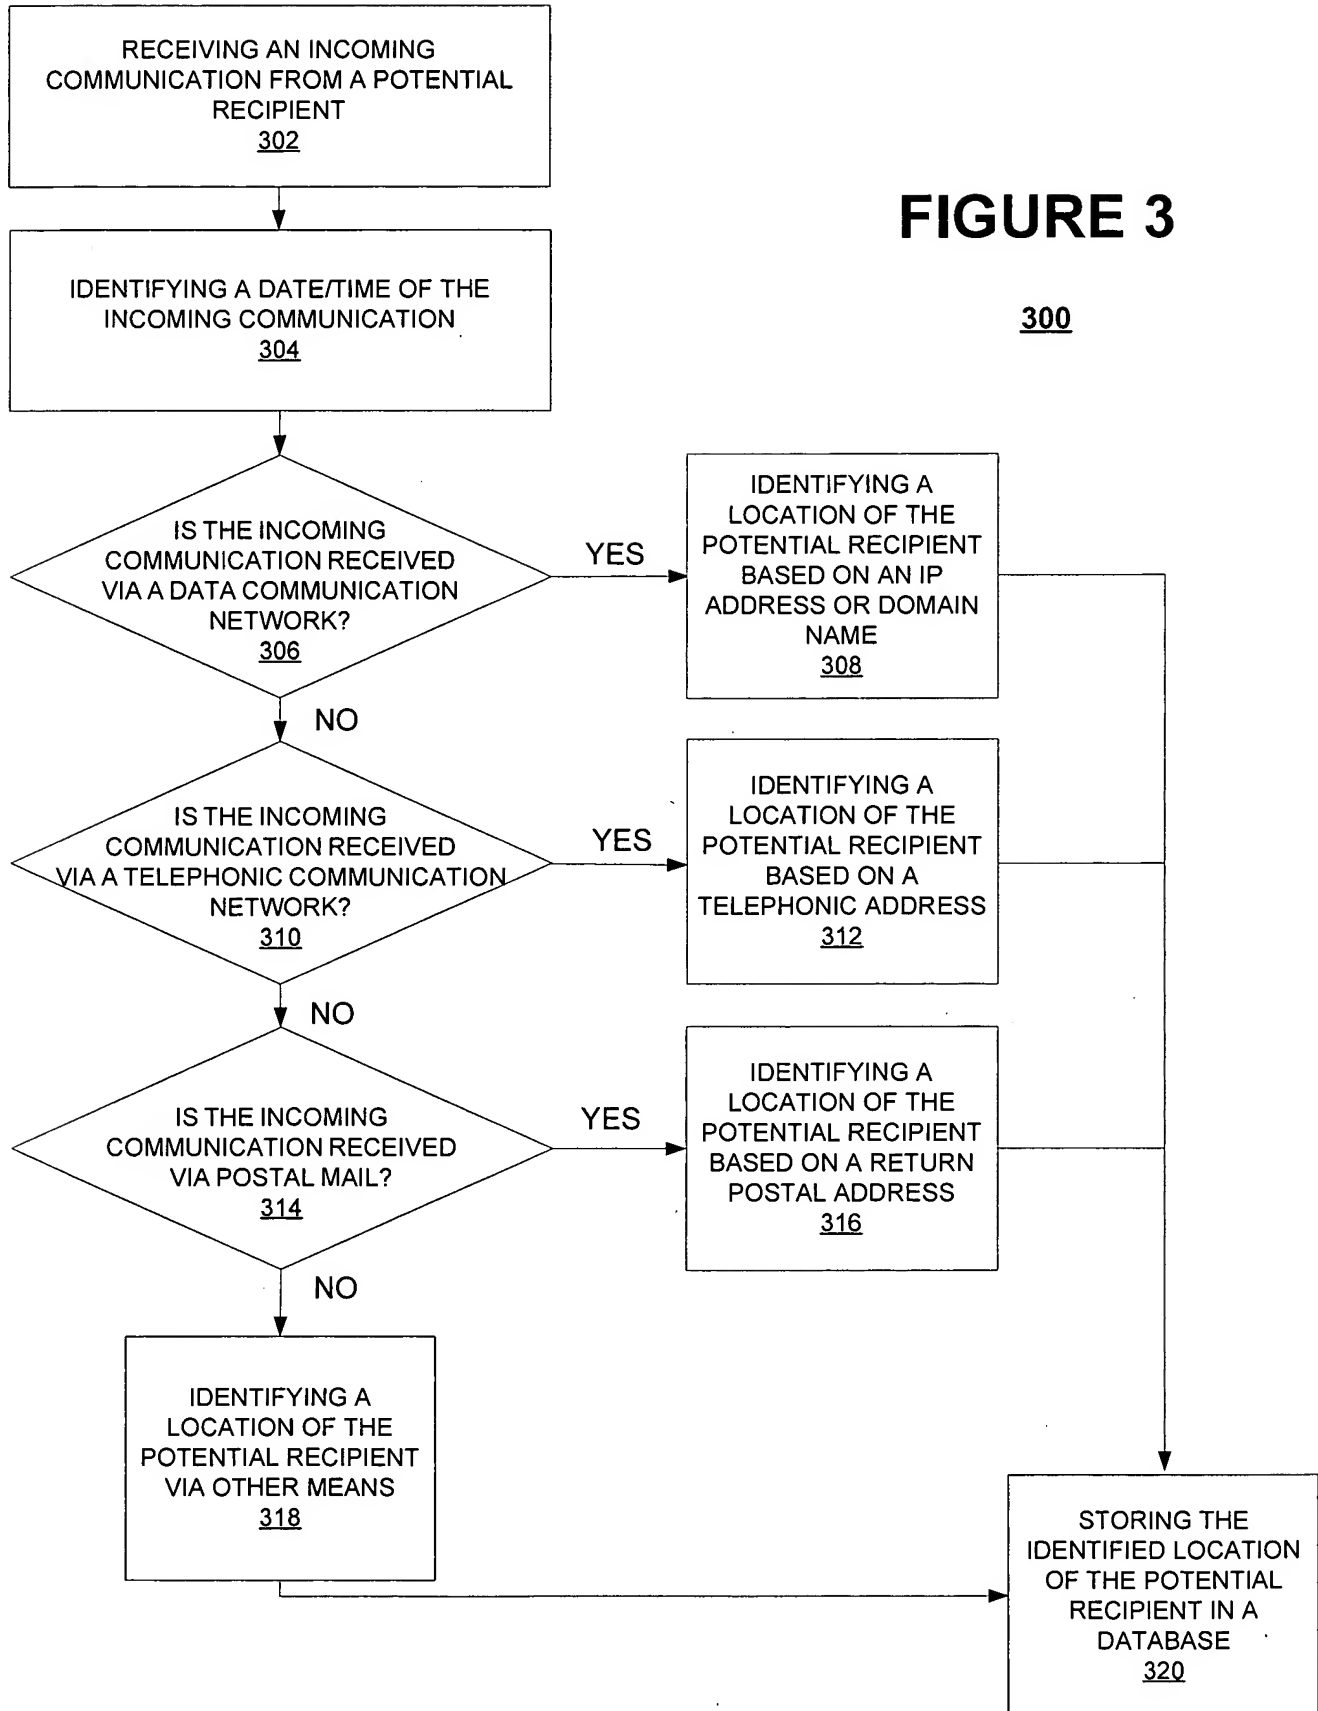 RECEIVING AN INCOMING
COMMUNICATION FROM A POTENTIAL
RECIPIENT
302
FIGURE 3
300
IDENTIFYING A DATE/TIME OF THE
INCOMING COMMUNICATION
304
IS THE INCOMING
COMMUNICATION RECEIVED
VIA A DATA COMMUNICATION
NETWORK?
306
YES
IDENTIFYING A
LOCATION OF THE
POTENTIAL RECIPIENT
BASED ON AN IP
ADDRESS OR DOMAIN
NAME
308
NO
IS THE INCOMING
COMMUNICATION RECEIVED
VIA A TELEPHONIC COMMUNICATION
NETWORK?
310
YES
IDENTIFYING A
LOCATION OF THE
POTENTIAL RECIPIENT
BASED ON A
TELEPHONIC ADDRESS
312
NO
IS THE INCOMING
COMMUNICATION RECEIVED
VIA POSTAL MAIL?
314
YES
IDENTIFYING A
LOCATION OF THE
POTENTIAL RECIPIENT
BASED ON A RETURN
POSTAL ADDRESS
316
NO
IDENTIFYING A
LOCATION OF THE
POTENTIAL RECIPIENT
VIA OTHER MEANS
318
STORING THE
IDENTIFIED LOCATION
OF THE POTENTIAL
RECIPIENT IN A
DATABASE
320